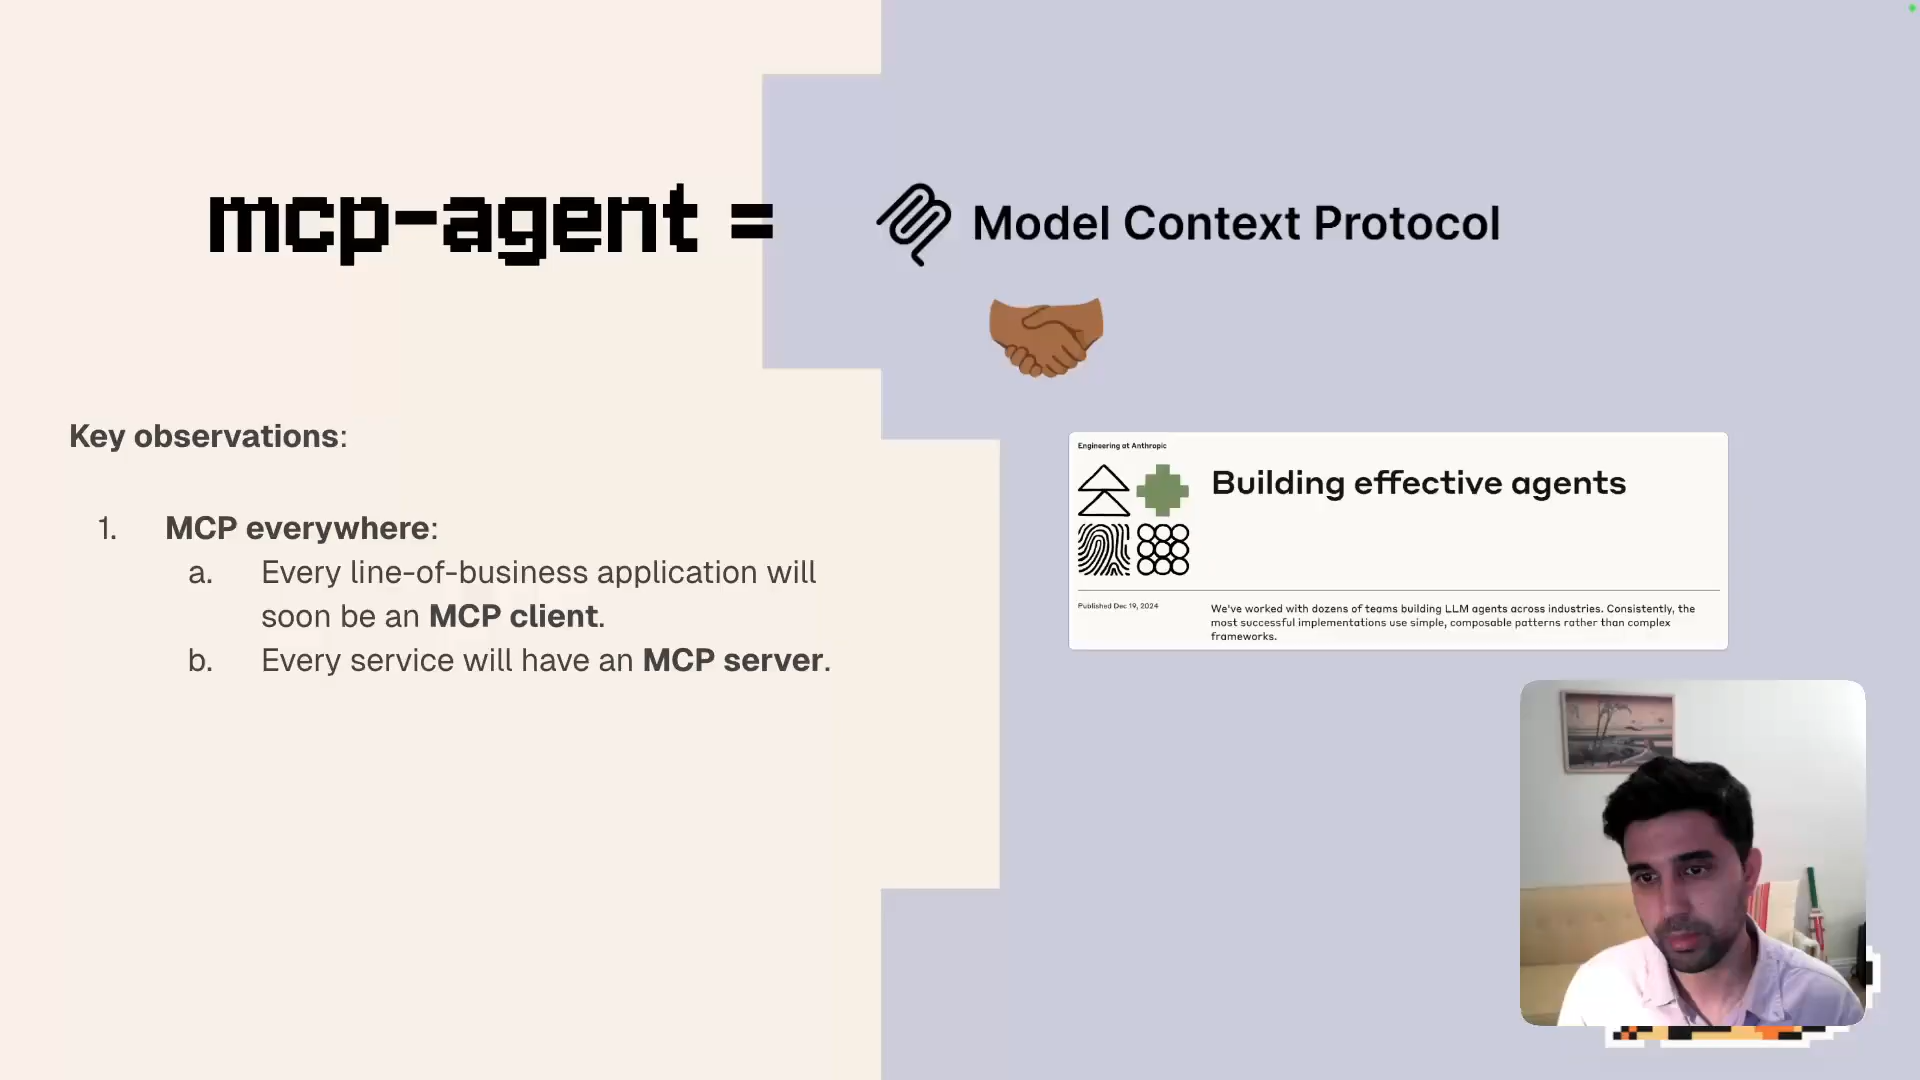 mcp-agent =
Model Context Protocol
Key observations:
1. MCP everywhere:
a. Every line-of-business application will
soon be an MCP client.
b. Every service will have an MCP server.
Engineering at Anthropic
Building effective agents
Published Dec 19, 2024
We've worked with dozens of teams building LLM agents across industries. Consistently, the
most successful implementations use simple, composable patterns rather than complex
frameworks.